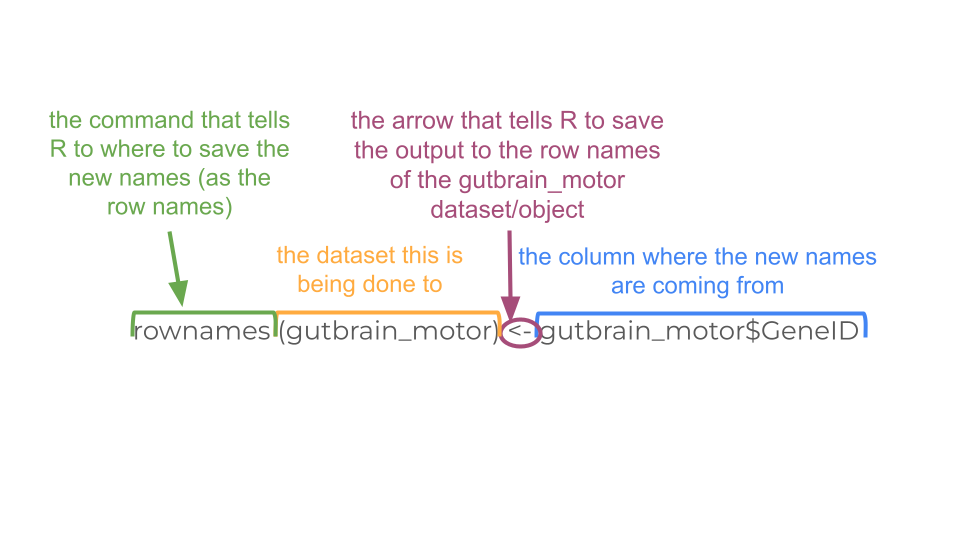 the command that tells
R to where to save the
new names (as the
row names)
the arrow that tells R to save
the output to the row names
of the gutbrain_motor
dataset/object
the dataset this is
being done to
the column where the new names
are coming from
rownames(gutbrain_motor)<-gutbrain_motor$GeneID